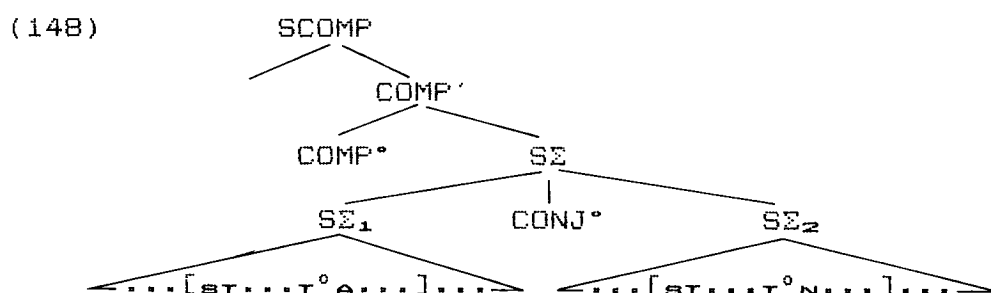 (148) SCOMP
COMP'
COMP° SΣ
SΣ₁ CONJ° SΣ₂
...[ST...T°A...]... ...[ST...T°N...]...